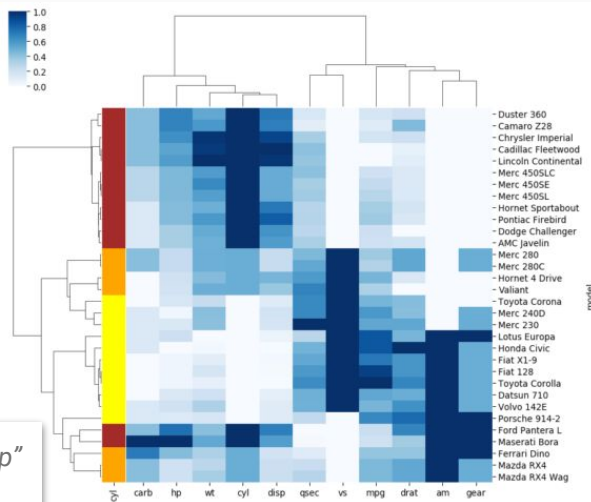 1.0
0.8
0.6
0.4
0.2
0.0
Duster 360
Camaro Z28
Chrysler Imperial
Cadillac Fleetwood
Lincoln Continental
Merc 450SLC
Merc 450SE
Merc 450SL
Hornet Sportabout
Pontiac Firebird
Dodge Challenger
AMC Javelin
Merc 280
Merc 280C
Hornet 4 Drive
Valiant
Toyota Corona
Merc 240D
Merc 230
Lotus Europa
Honda Civic
Fiat X1-9
Fiat 128
Toyota Corolla
Datsun 710
Volvo 142E
Porsche 914-2
Ford Pantera L
Maserati Bora
Ferrari Dino
Mazda RX4
Mazda RX4 Wag
model
p"
cyl carb hp wt cyl disp qsec vs mpg drat am gear